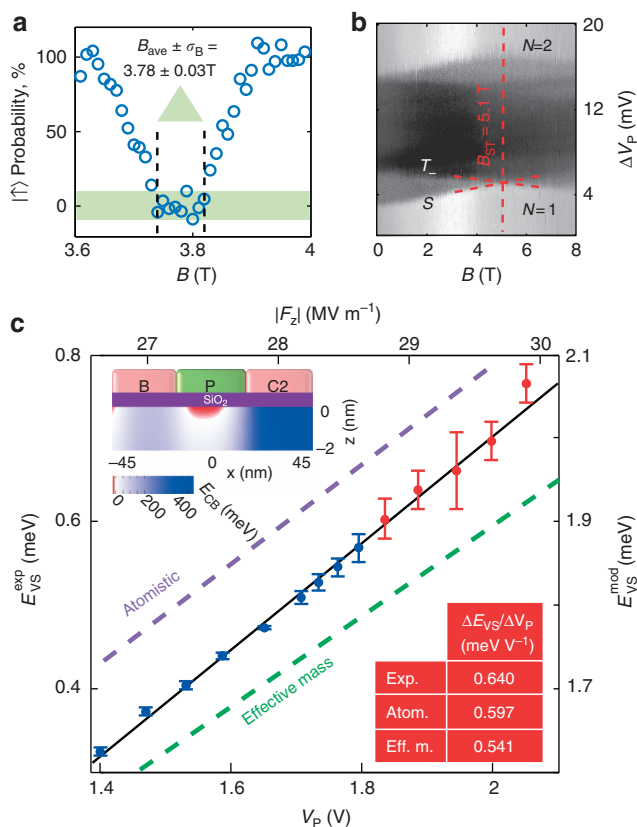 a
|↑⟩ Probability, %
100
50
0
B_ave ± σ_B =
3.78 ± 0.03T
3.6
3.8
4
B (T)
b
N=2
B_ST = 5.1 T
T_
S
N=1
20
12
4
ΔV_P (mV)
0
2
4
6
B (T)
c
|F_z| (MV m⁻¹)
27
28
29
30
0.8
0.6
0.4
E_VS^exp (meV)
2.1
1.9
1.7
E_VS^mod (meV)
B
P
C2
SiO₂
0
−2
z (nm)
−45
0
45
x (nm)
0
200
400
E_CB (meV)
Atomistic
Effective mass
ΔE_VS/ΔV_P
(meV V⁻¹)
Exp. 0.640
Atom. 0.597
Eff. m. 0.541
1.4
1.6
1.8
2
V_P (V)